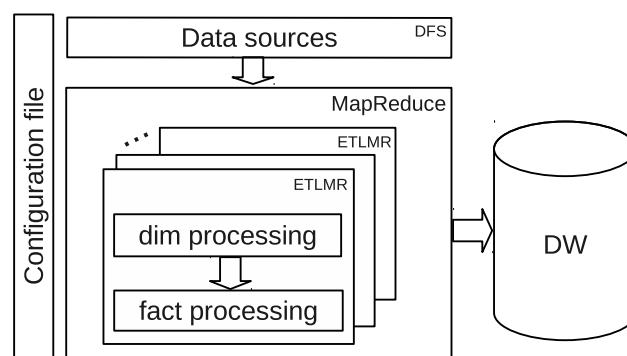 Configuration file
Data sources
DFS
MapReduce
ETLMR
ETLMR
dim processing
fact processing
DW